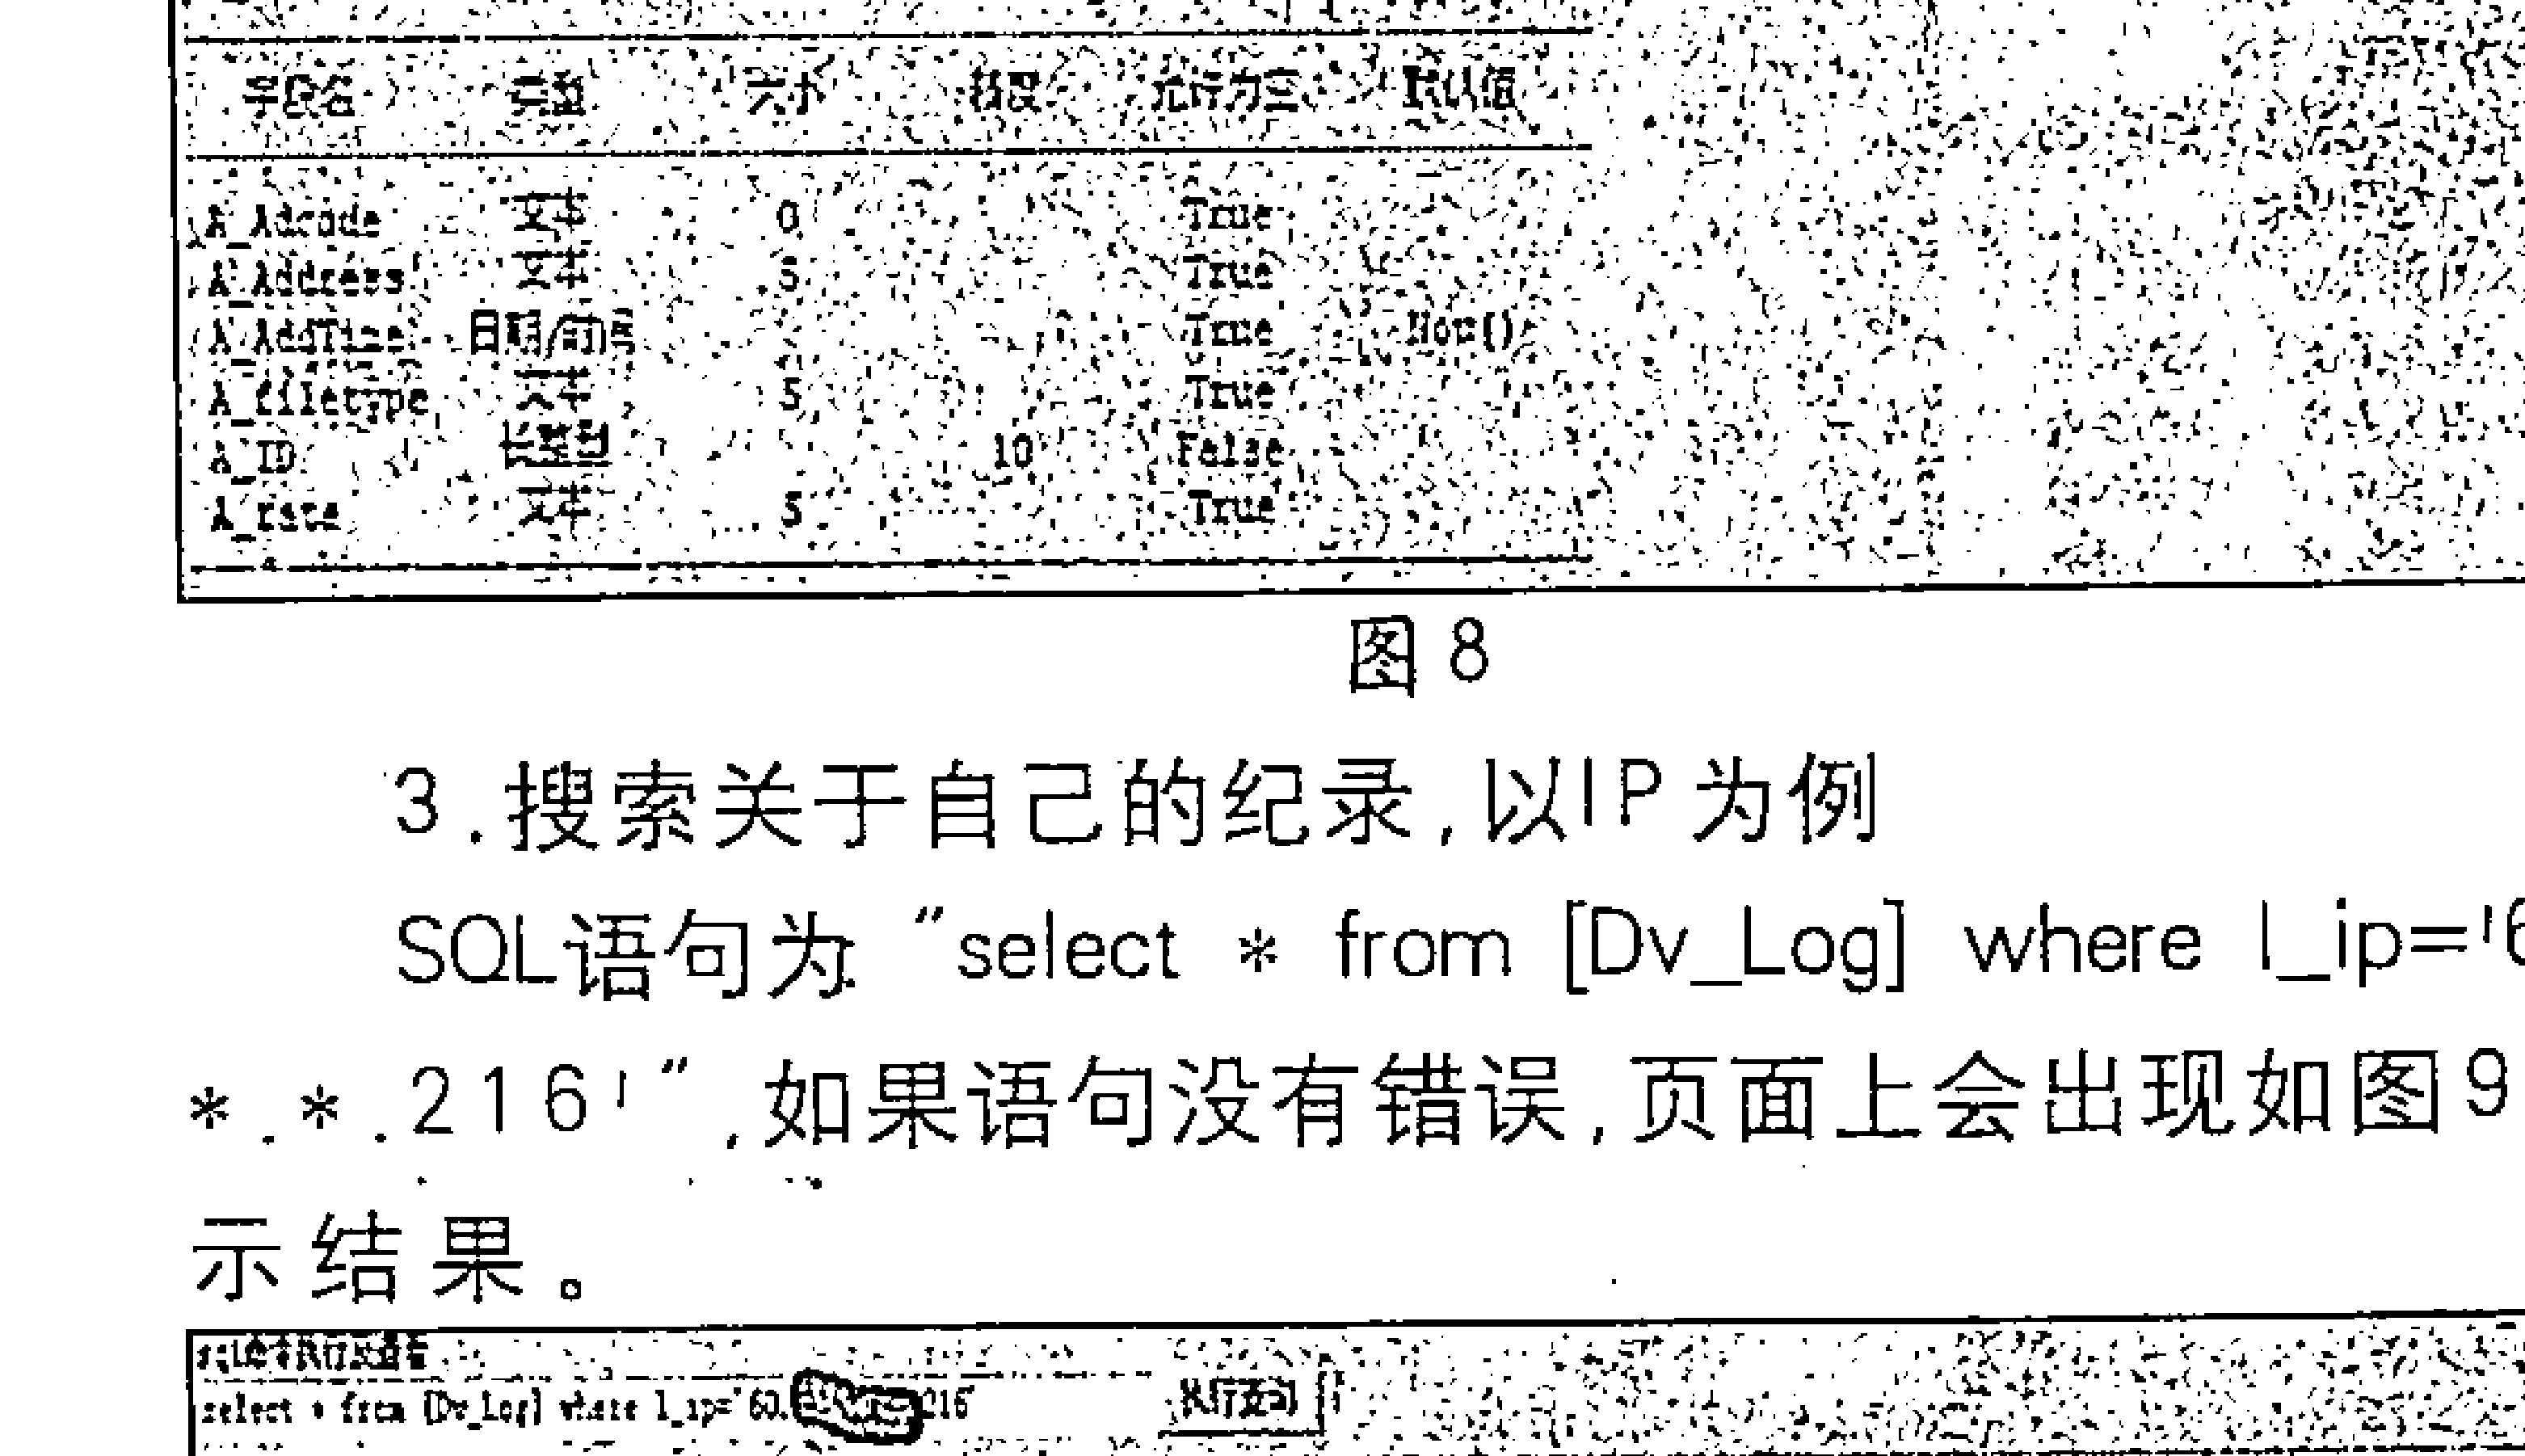 字段名 类型 大小 精度 允许为空 默认值
A_Adcode 文本 0 True
A_Address 文本 5 True
A_AddTime 日期/时间 True Now()
A_filetype 文本 5 True
A_ID 长整型 10 False
A_rate 文本 5 True
图8
3.搜索关于自己的纪录,以IP为例
SQL语句为"select * from [Dv_Log] where l_ip='6
*.*.216'",如果语句没有错误,页面上会出现如图9
示结果。
select * from [Dv_Log] where l_ip='60. 216'